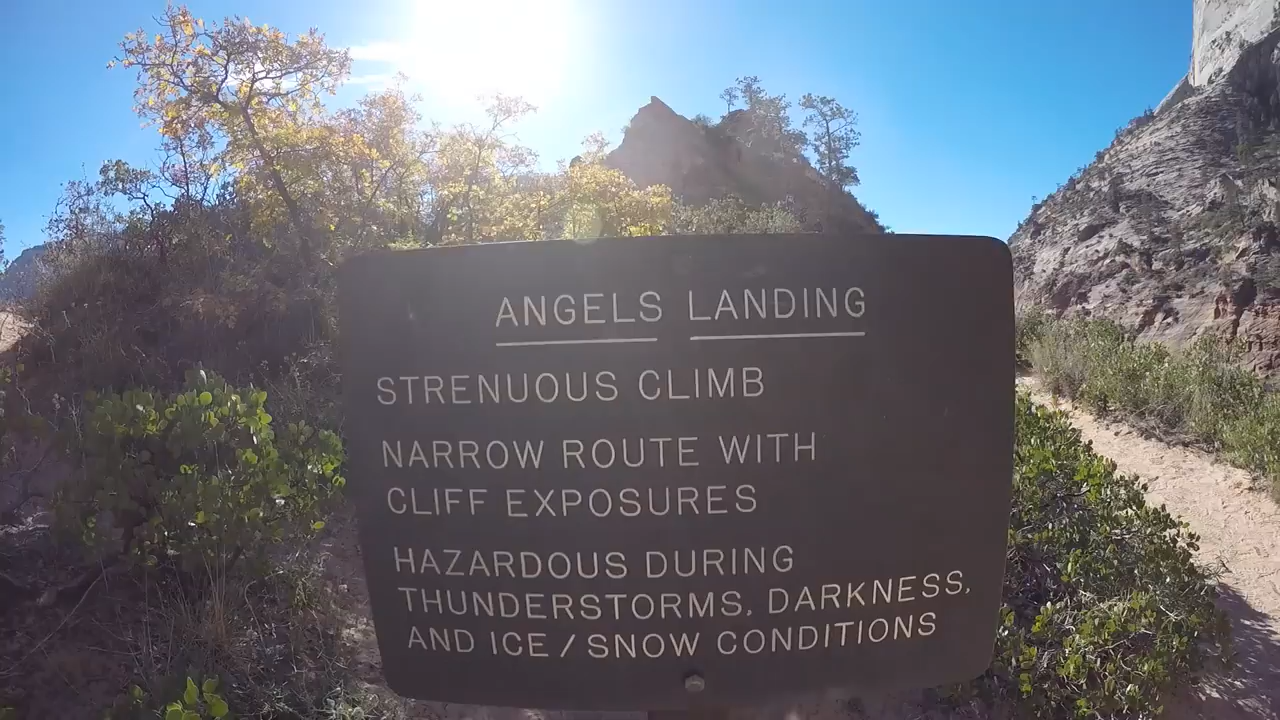 ANGELS LANDING
STRENUOUS CLIMB
NARROW ROUTE WITH
CLIFF EXPOSURES
HAZARDOUS DURING
THUNDERSTORMS, DARKNESS,
AND ICE/SNOW CONDITIONS